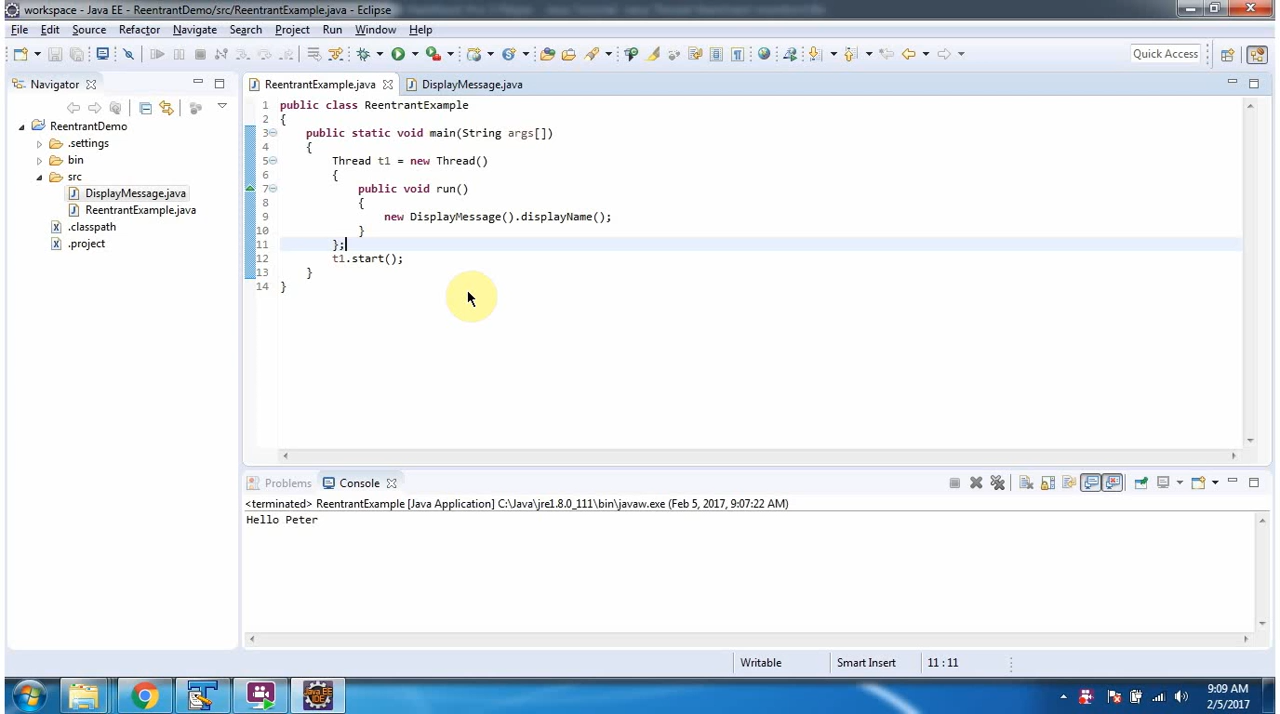 workspace - Java EE - ReentrantDemo/src/ReentrantExample.java - Eclipse
File Edit Source Refactor Navigate Search Project Run Window Help
Quick Access
Navigator
ReentrantDemo
.settings
bin
src
DisplayMessage.java
ReentrantExample.java
.classpath
.project
ReentrantExample.java DisplayMessage.java
1 public class ReentrantExample
2 {
3 public static void main(String args[])
4 {
5 Thread t1 = new Thread()
6 {
7 public void run()
8 {
9 new DisplayMessage().displayName();
10 }
11 };
12 t1.start();
13 }
14 }
Problems Console
<terminated> ReentrantExample [Java Application] C:\Java\jre1.8.0_111\bin\javaw.exe (Feb 5, 2017, 9:07:22 AM)
Hello Peter
Writable Smart Insert 11 : 11
Java EE
IDE
9:09 AM
2/5/2017